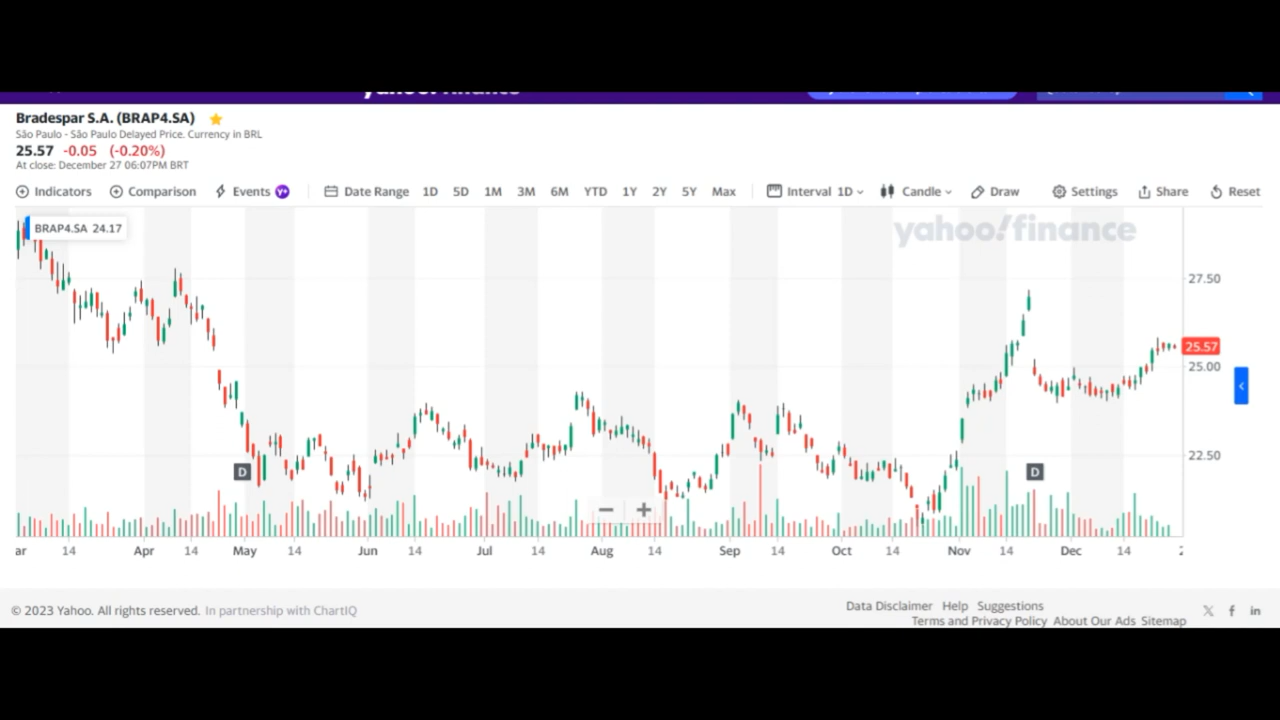 yahoo! finance
Bradespar S.A. (BRAP4.SA)
São Paulo - São Paulo Delayed Price. Currency in BRL
25.57 -0.05 (-0.20%)
At close: December 27 06:07PM BRT
Indicators Comparison Events Y+ Date Range 1D 5D 1M 3M 6M YTD 1Y 2Y 5Y Max Interval 1D Candle Draw Settings Share Reset
BRAP4.SA 24.17
yahoo!finance
27.50
25.57
25.00
22.50
D D
ar 14 Apr 14 May 14 Jun 14 Jul 14 Aug 14 Sep 14 Oct 14 Nov 14 Dec 14
© 2023 Yahoo. All rights reserved. In partnership with ChartIQ
Data Disclaimer Help Suggestions
Terms and Privacy Policy About Our Ads Sitemap